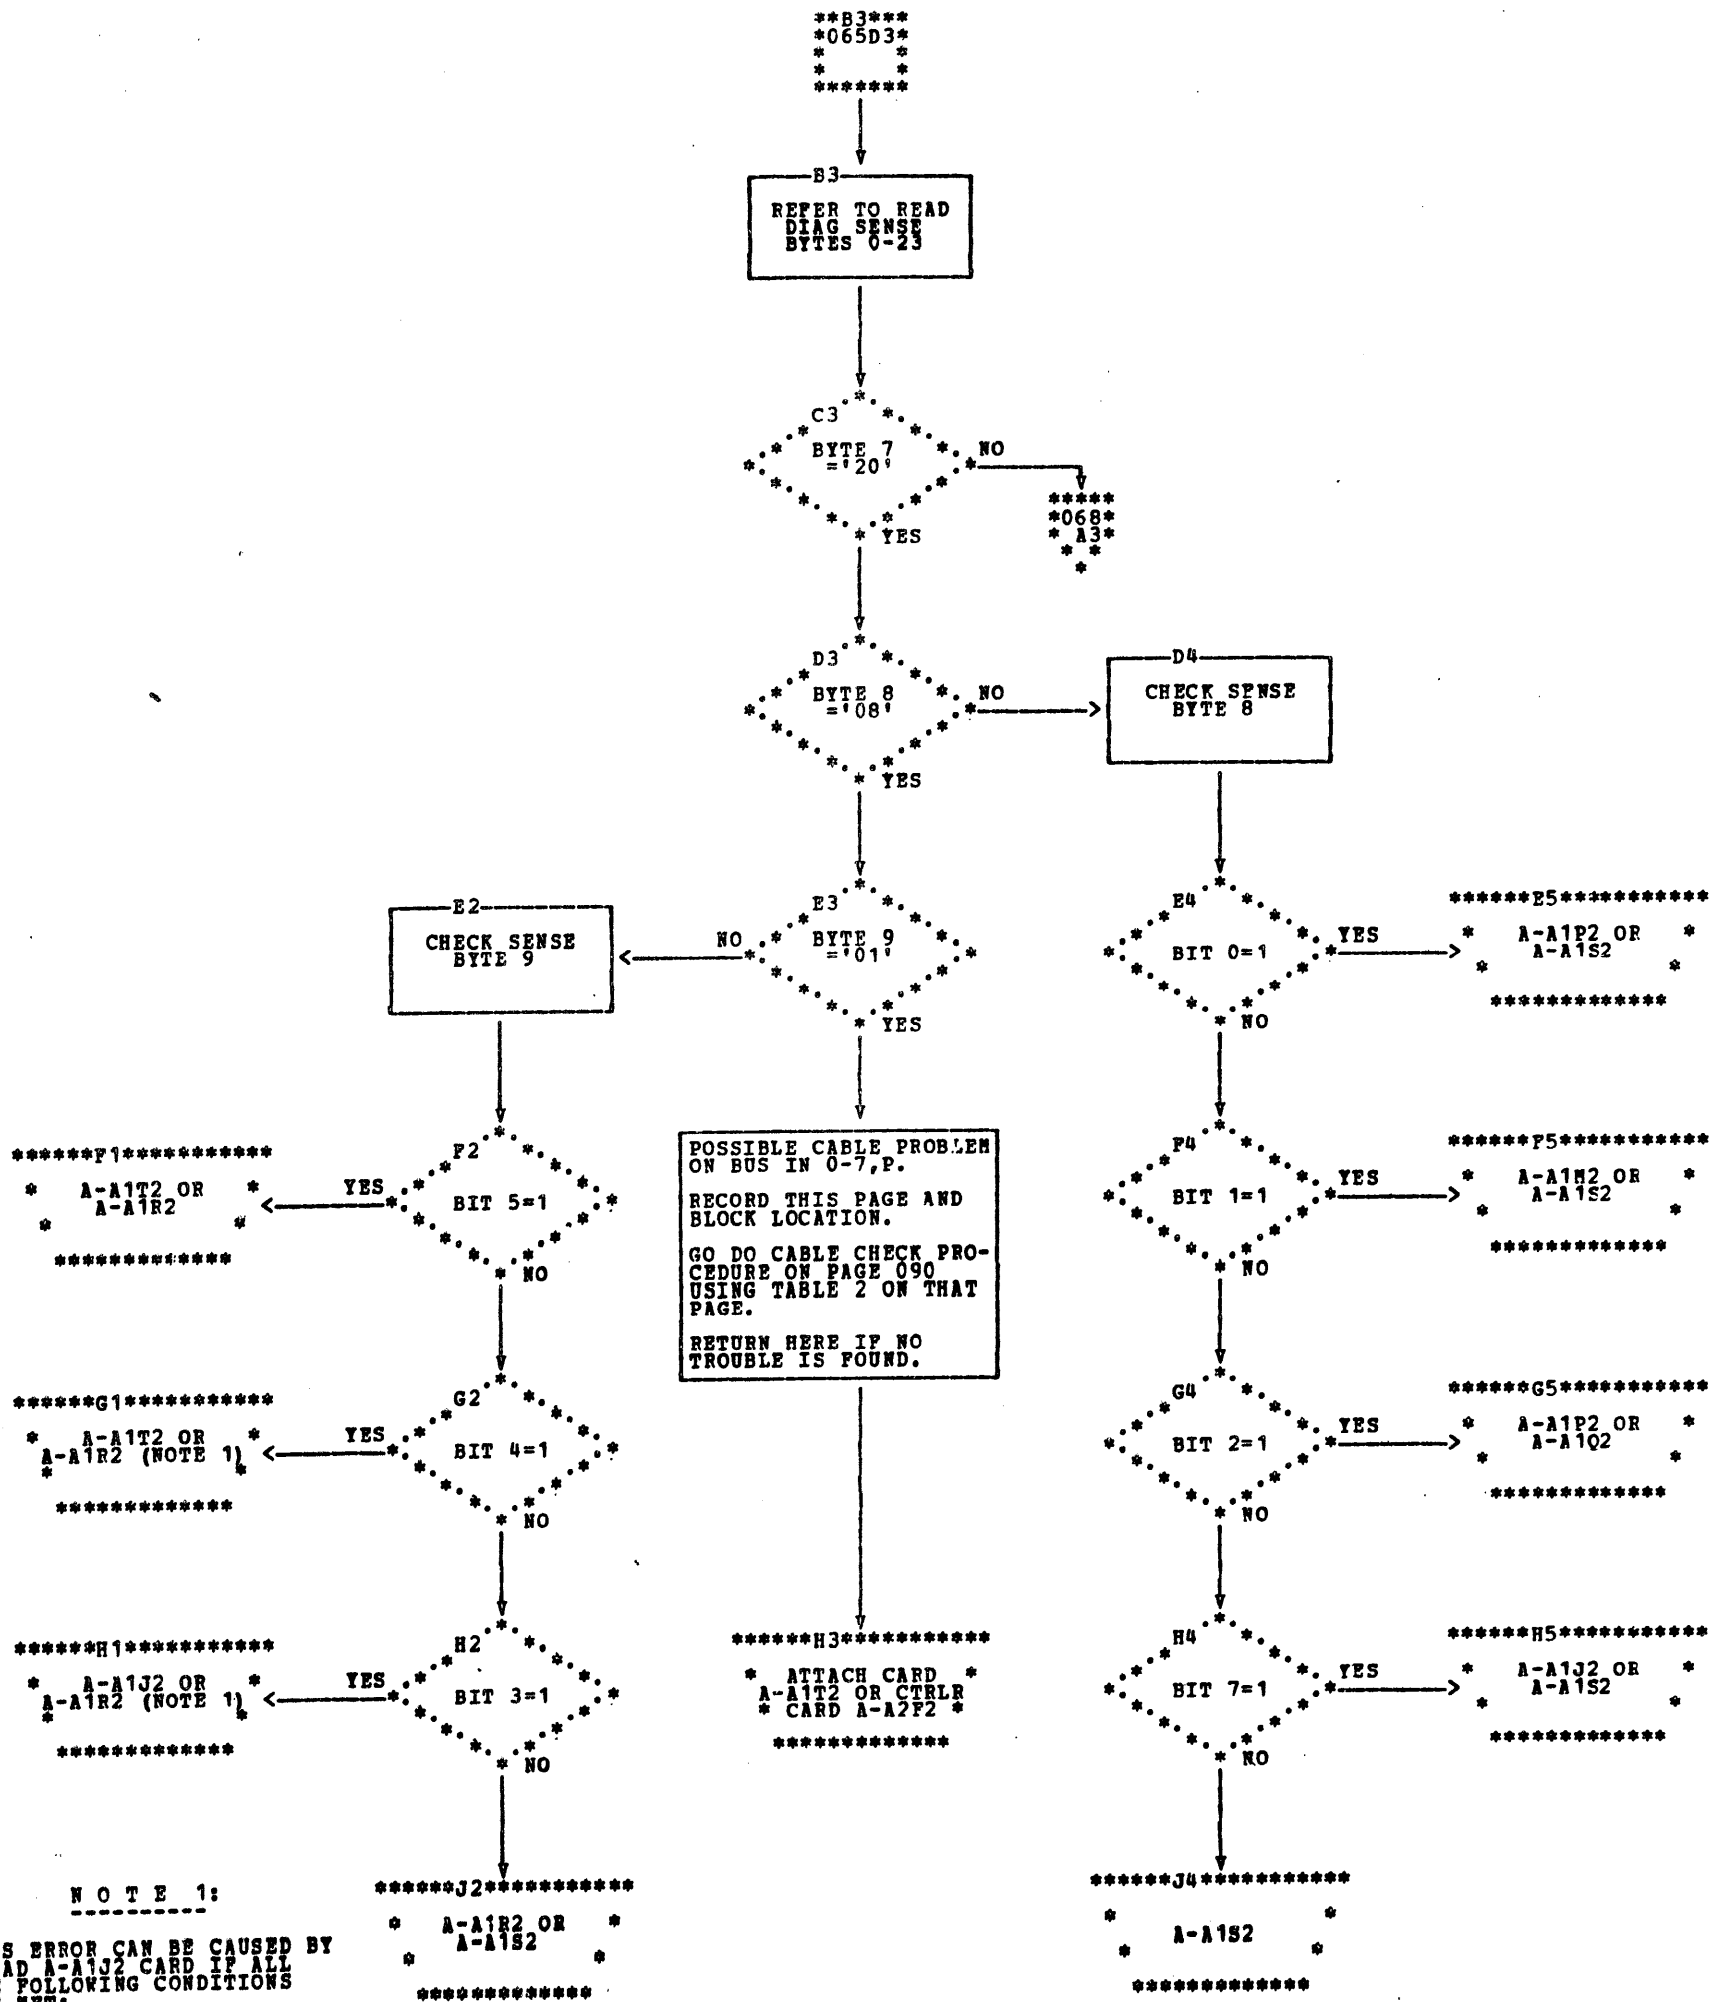 **B3***
*065D3*
* *
* *
*******
B3
REFER TO READ
DIAG SENSE
BYTES 0-23
C3
BYTE 7
='20'
NO
YES
*****
*068*
* A3*
* *
*
D3
BYTE 8
='08'
NO
YES
D4
CHECK SENSE
BYTE 8
E2
CHECK SENSE
BYTE 9
E3
BYTE 9
='01'
NO
YES
E4
BIT 0=1
YES
NO
******E5***********
* A-A1P2 OR *
A-A1S2
* *
*************
******F1***********
* A-A1T2 OR *
A-A1R2
* *
*************
F2
BIT 5=1
YES
NO
POSSIBLE CABLE PROBLEM
ON BUS IN 0-7,P.
RECORD THIS PAGE AND
BLOCK LOCATION.
GO DO CABLE CHECK PRO-
CEDURE ON PAGE 090
USING TABLE 2 ON THAT
PAGE.
RETURN HERE IF NO
TROUBLE IS FOUND.
F4
BIT 1=1
YES
NO
******F5***********
* A-A1M2 OR *
A-A1S2
* *
*************
******G1***********
* A-A1T2 OR *
A-A1R2 (NOTE 1)
* *
*************
G2
BIT 4=1
YES
NO
G4
BIT 2=1
YES
NO
******G5***********
* A-A1P2 OR *
A-A1Q2
* *
*************
******H1***********
* A-A1J2 OR *
A-A1R2 (NOTE 1)
* *
*************
H2
BIT 3=1
YES
NO
******H3***********
* ATTACH CARD *
A-A1T2 OR CTRLR
* CARD A-A2F2 *
*************
H4
BIT 7=1
YES
NO
******H5***********
* A-A1J2 OR *
A-A1S2
* *
*************
******J2***********
* A-A1R2 OR *
A-A1S2
* *
*************
******J4***********
* *
A-A1S2
* *
*************
N O T E 1:
----------
S ERROR CAN BE CAUSED BY
AD A-A1J2 CARD IF ALL
FOLLOWING CONDITIONS